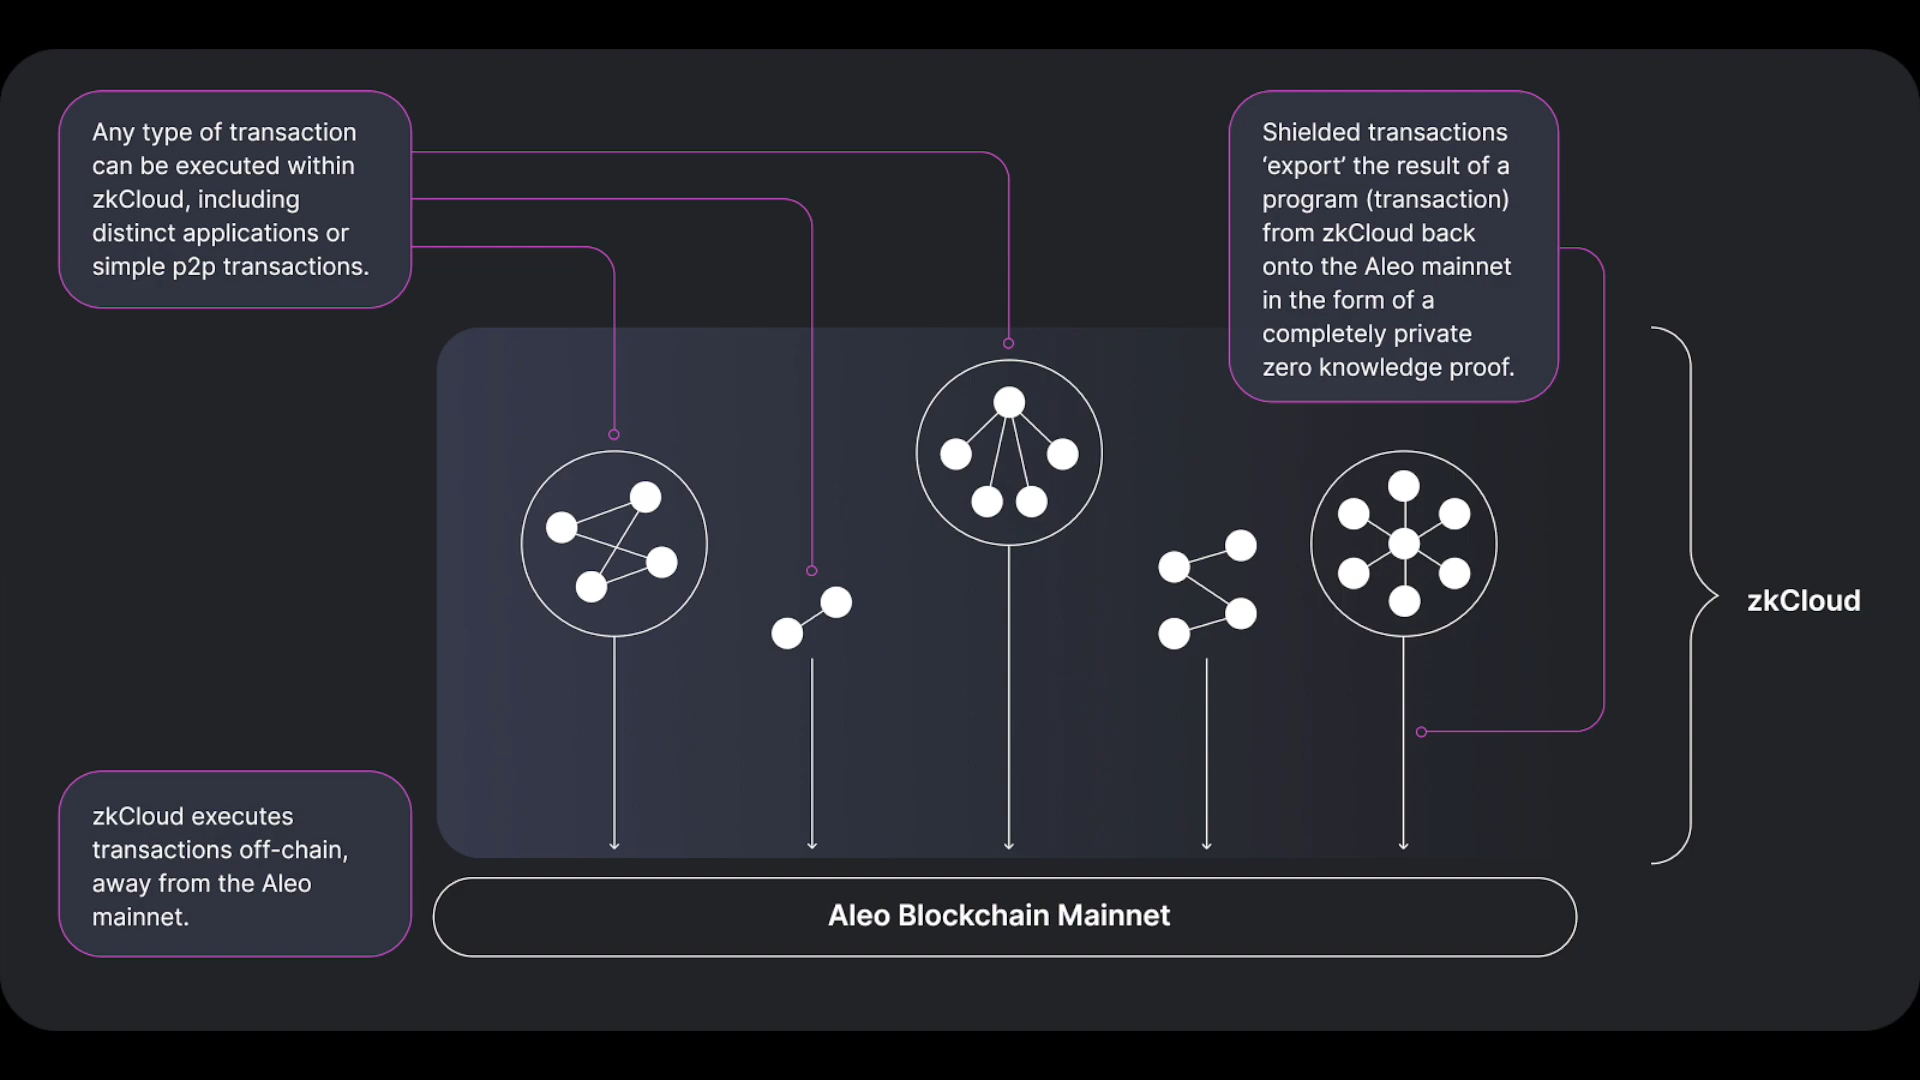 Any type of transaction
can be executed within
zkCloud, including
distinct applications or
simple p2p transactions.
Shielded transactions
‘export’ the result of a
program (transaction)
from zkCloud back
onto the Aleo mainnet
in the form of a
completely private
zero knowledge proof.
zkCloud
zkCloud executes
transactions off-chain,
away from the Aleo
mainnet.
Aleo Blockchain Mainnet